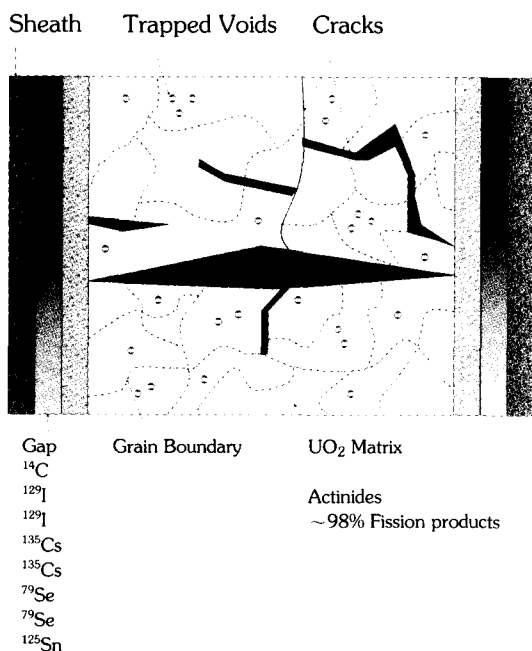 Sheath Trapped Voids Cracks
Gap Grain Boundary UO₂ Matrix
¹⁴C
¹²⁹I Actinides
¹²⁹I ~98% Fission products
¹³⁵Cs
¹³⁵Cs
⁷⁹Se
⁷⁹Se
¹²⁵Sn